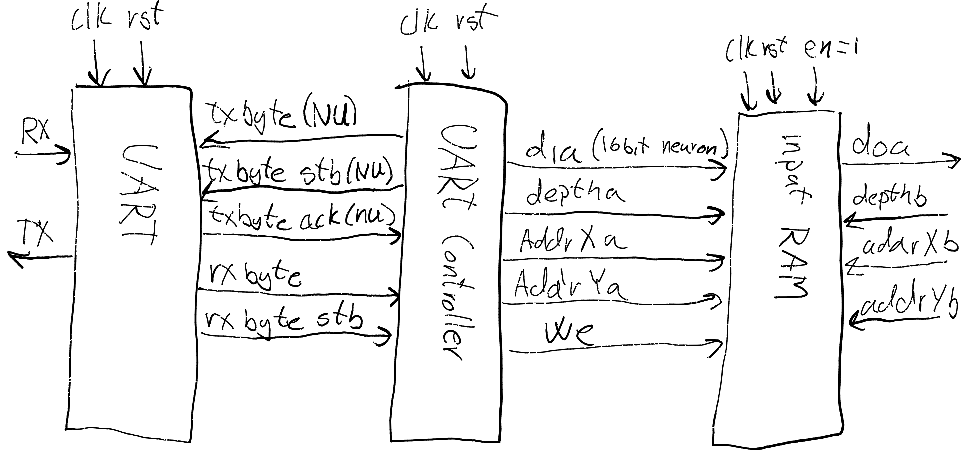 clk rst
clk rst
clk rst en=1
RX
TX
UART
txbyte (NU)
txbyte stb (NU)
txbyte ack (nu)
rx byte
rx byte stb
UART Controller
dia (16bit neuron)
deptha
AddrXa
AddrYa
We
input RAM
doa
depthb
addrXb
addrYb